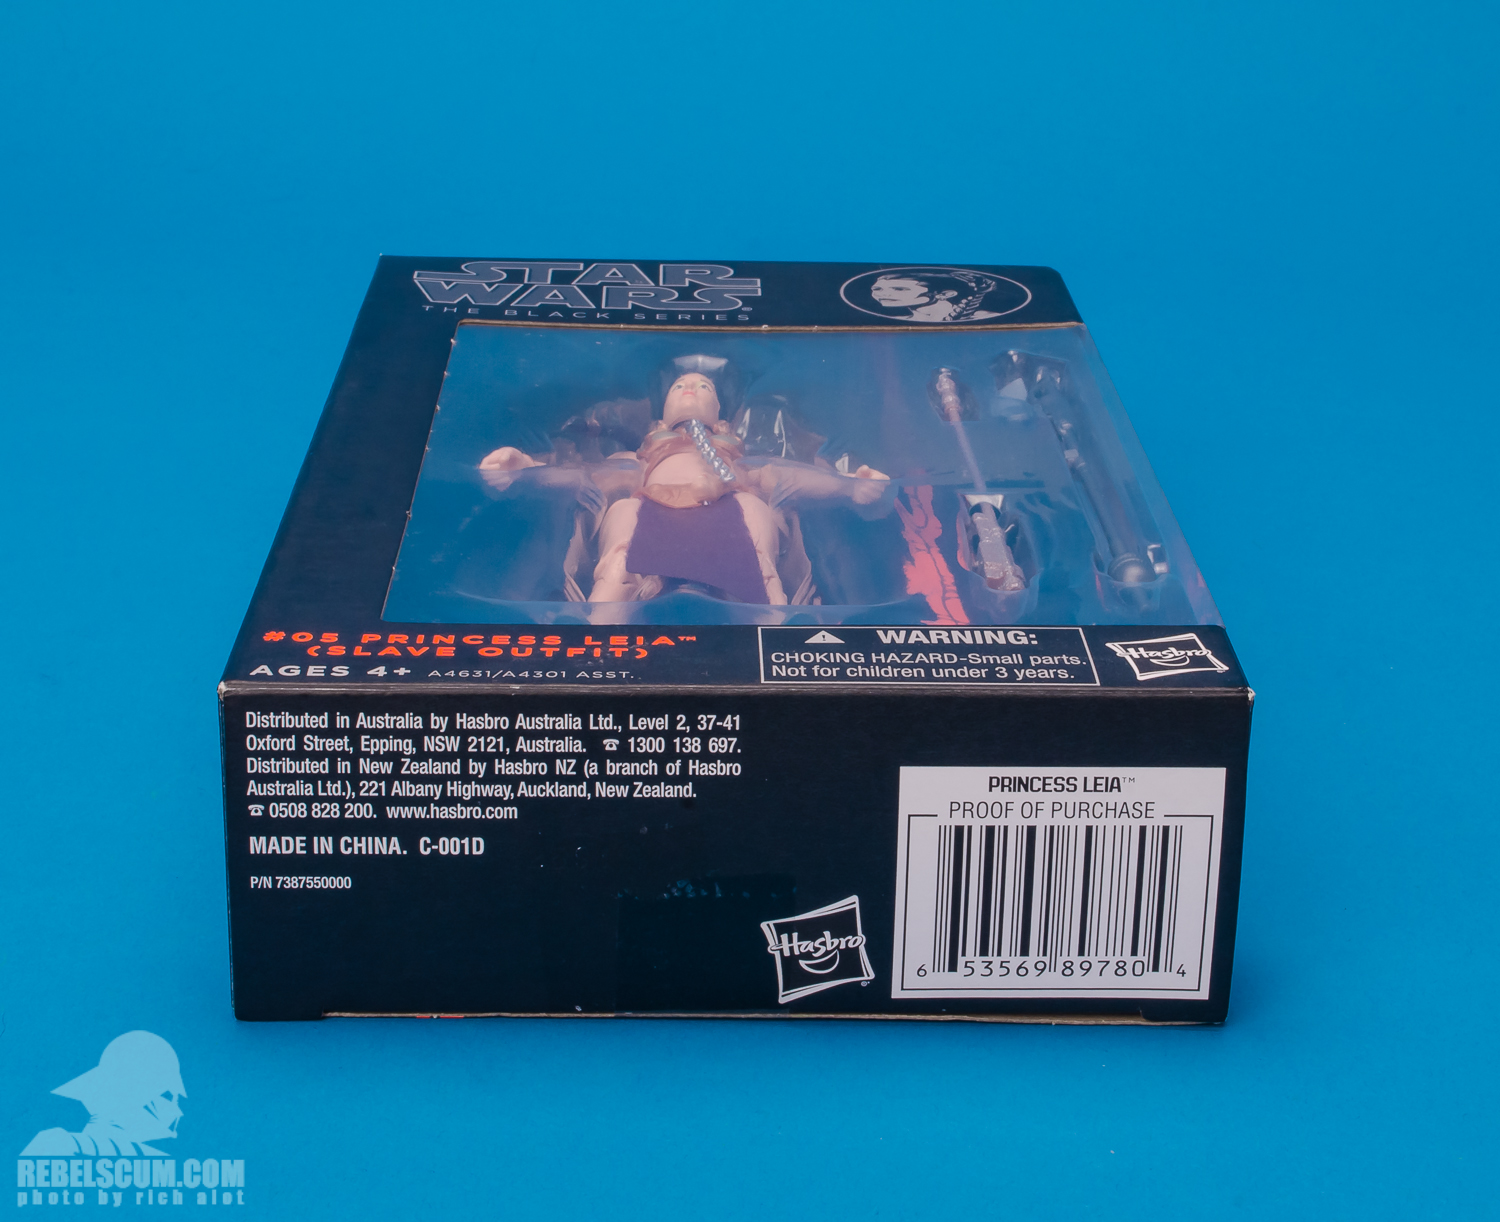 STAR
WARS®
THE BLACK SERIES
#05 PRINCESS LEIA™
(SLAVE OUTFIT)
AGES 4+ A4631/A4301 ASST.
WARNING:
CHOKING HAZARD-Small parts.
Not for children under 3 years.
Hasbro
Distributed in Australia by Hasbro Australia Ltd., Level 2, 37-41
Oxford Street, Epping, NSW 2121, Australia. ☎ 1300 138 697.
Distributed in New Zealand by Hasbro NZ (a branch of Hasbro
Australia Ltd.), 221 Albany Highway, Auckland, New Zealand.
☎ 0508 828 200. www.hasbro.com
MADE IN CHINA. C-001D
P/N 7387550000
Hasbro®
PRINCESS LEIA™
PROOF OF PURCHASE
6 53569 89780 4
REBELSCUM.COM
photo by rich alot